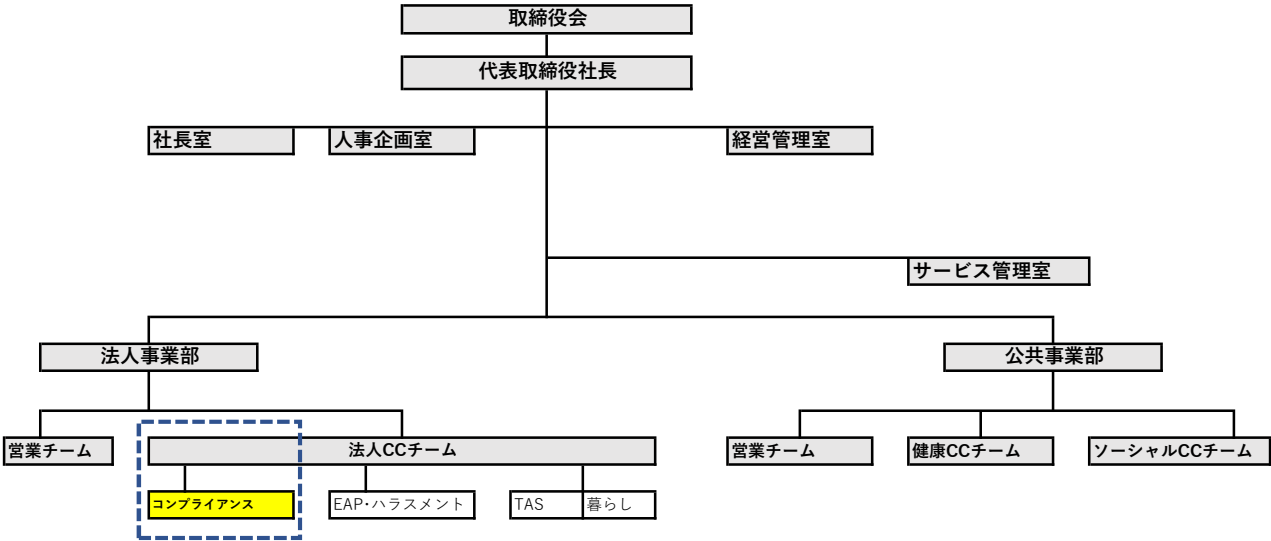 取締役会
代表取締役社長
社長室
人事企画室
経営管理室
サービス管理室
法人事業部
公共事業部
営業チーム
法人CCチーム
営業チーム
健康CCチーム
ソーシャルCCチーム
コンプライアンス
EAP･ハラスメント
TAS
暮らし